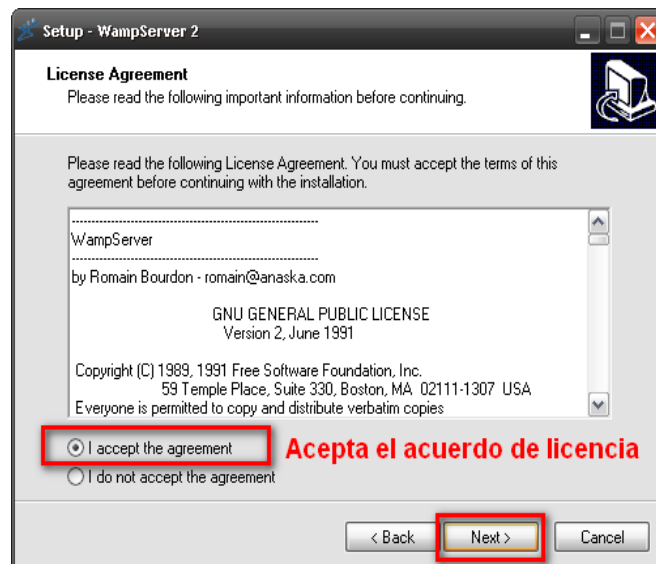 Setup - WampServer 2
License Agreement
Please read the following important information before continuing.
Please read the following License Agreement. You must accept the terms of this
agreement before continuing with the installation.
------------------------------------------------------------
WampServer
------------------------------------------------------------
by Romain Bourdon - romain@anaska.com
GNU GENERAL PUBLIC LICENSE
Version 2, June 1991
Copyright (C) 1989, 1991 Free Software Foundation, Inc.
59 Temple Place, Suite 330, Boston, MA 02111-1307 USA
Everyone is permitted to copy and distribute verbatim copies
I accept the agreement Acepta el acuerdo de licencia
I do not accept the agreement
< Back Next > Cancel